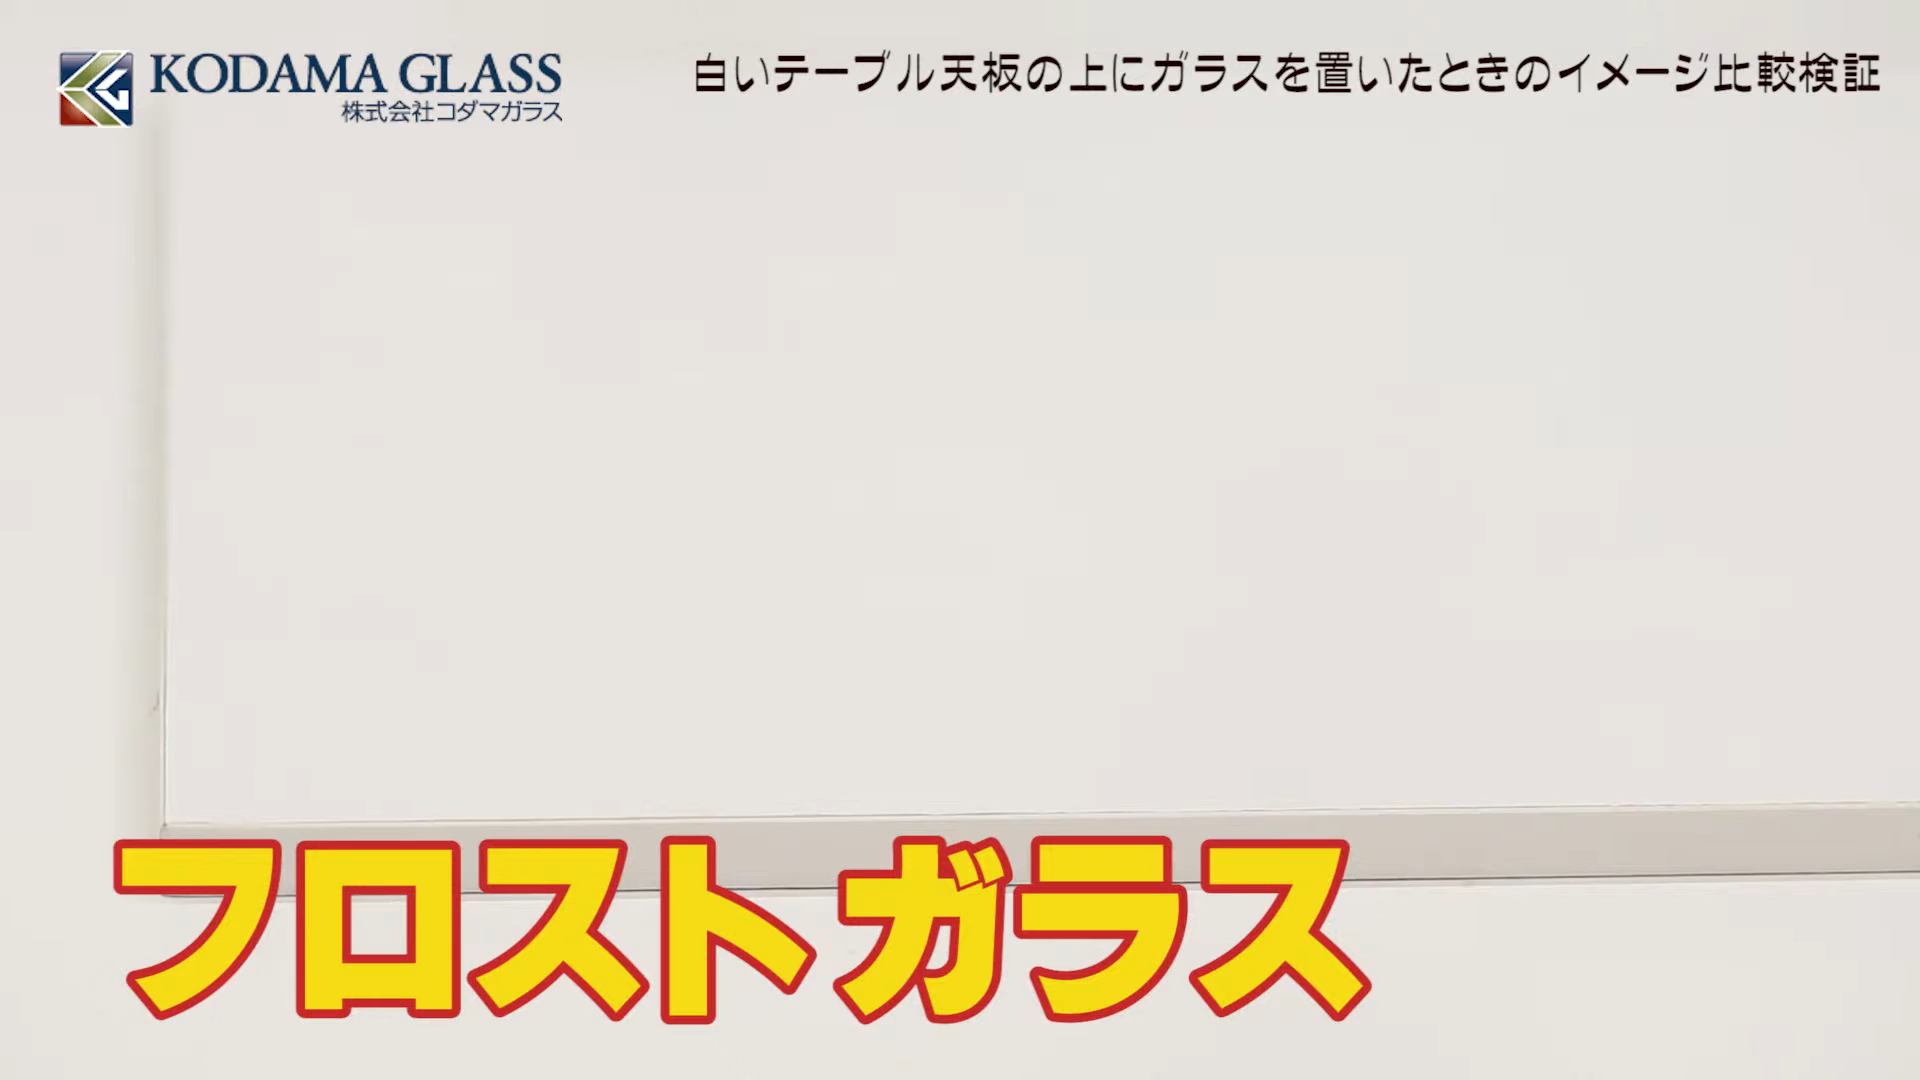 KODAMA GLASS
株式会社コダマガラス
白いテーブル天板の上にガラスを置いたときのイメージ比較検証
フロストガラス